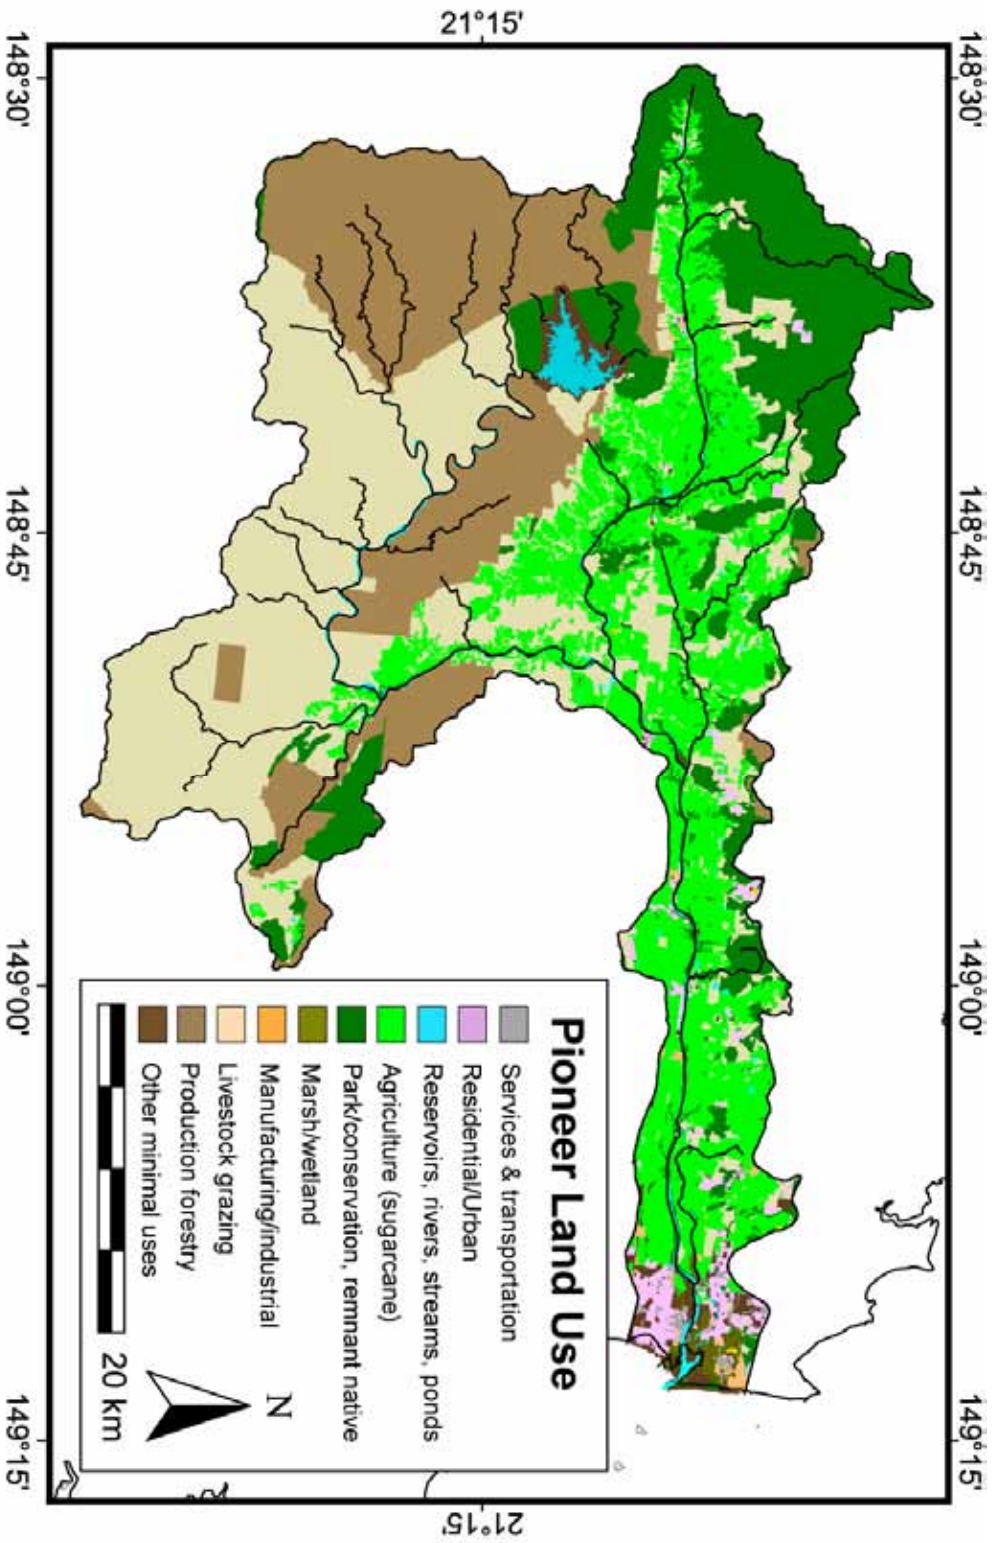 148°30'
148°45'
149°00'
149°15'
21°15'
21°15'
Pioneer Land Use
Services & transportation
Residential/Urban
Reservoirs, rivers, streams, ponds
Agriculture (sugarcane)
Park/conservation, remnant native
Marsh/wetland
Manufacturing/industrial
Livestock grazing
Production forestry
Other minimal uses
N
20 km
148°30'
148°45'
149°00'
149°15'